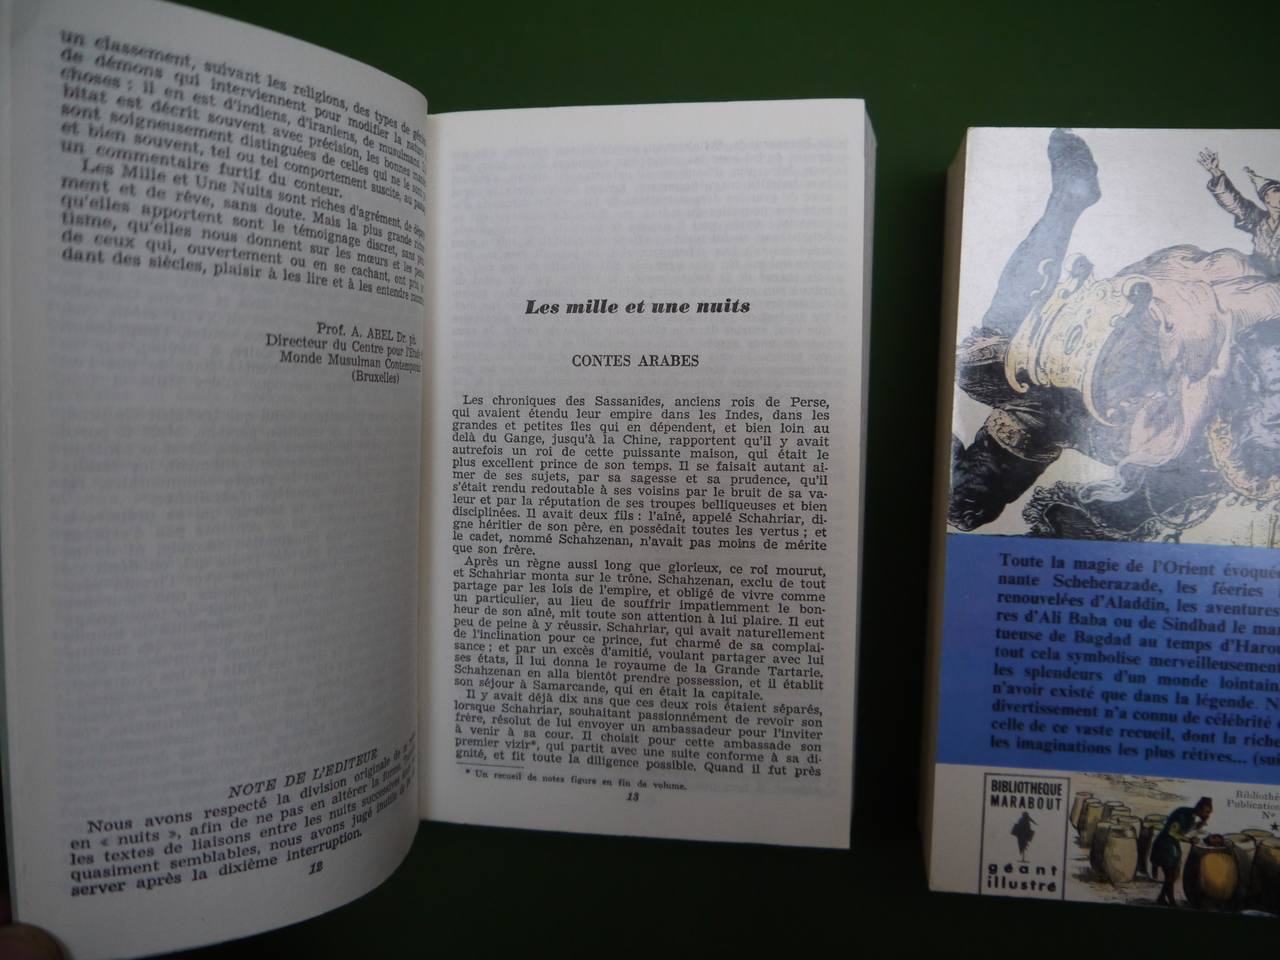 un classement, suivant les religions, des types de génies
de démons qui interviennent pour modifier la nature
choses ; il en est d'indiens, d'iraniens, de musulmans.
bitat est décrit souvent avec précision, les bonnes
sont soigneusement distinguées de celles qui ne le sont
et bien souvent, tel ou tel comportement suscite, au
un commentaire furtif du conteur.
Les Mille et Une Nuits sont riches d'agrément, de
ment et de rêve, sans doute. Mais la plus grande
qu'elles apportent sont le témoignage discret, sans
tisme, qu'elles nous donnent sur les mœurs et les
de ceux qui, ouvertement ou en se cachant, ont pris,
dant des siècles, plaisir à les lire et à les entendre
Prof. A. ABEL Dr. ph.
Directeur du Centre pour l'Etude
Monde Musulman Contemporain
(Bruxelles)
NOTE DE L'EDITEUR
Nous avons respecté la division originale de
en « nuits », afin de ne pas en altérer la forme.
les textes de liaisons entre les nuits successives
quasiment semblables, nous avons jugé inutile de
server après la dixième interruption.
12
Les mille et une nuits
CONTES ARABES
Les chroniques des Sassanides, anciens rois de Perse,
qui avaient étendu leur empire dans les Indes, dans les
grandes et petites îles qui en dépendent, et bien loin au
delà du Gange, jusqu'à la Chine, rapportent qu'il y avait
autrefois un roi de cette puissante maison, qui était le
plus excellent prince de son temps. Il se faisait autant ai-
mer de ses sujets, par sa sagesse et sa prudence, qu'il
s'était rendu redoutable à ses voisins par le bruit de sa va-
leur et par la réputation de ses troupes belliqueuses et bien
disciplinées. Il avait deux fils : l'aîné, appelé Schahriar, di-
gne héritier de son père, en possédait toutes les vertus ; et
le cadet, nommé Schahzenan, n'avait pas moins de mérite
que son frère.
Après un règne aussi long que glorieux, ce roi mourut,
et Schahriar monta sur le trône. Schahzenan, exclu de tout
partage par les lois de l'empire, et obligé de vivre comme
un particulier, au lieu de souffrir impatiemment le bon-
heur de son aîné, mit toute son attention à lui plaire. Il eut
peu de peine à y réussir. Schahriar, qui avait naturellement
de l'inclination pour ce prince, fut charmé de sa complai-
sance ; et par un excès d'amitié, voulant partager avec lui
ses états, il lui donna le royaume de la Grande Tartarie.
Schahzenan en alla bientôt prendre possession, et il établit
son séjour à Samarcande, qui en était la capitale.
Il y avait déjà dix ans que ces deux rois étaient séparés,
lorsque Schahriar, souhaitant passionnément de revoir son
frère, résolut de lui envoyer un ambassadeur pour l'inviter
à venir à sa cour. Il choisit pour cette ambassade son
premier vizir*, qui partit avec une suite conforme à sa di-
gnité, et fit toute la diligence possible. Quand il fut près
* Un recueil de notes figure en fin de volume.
13
Toute la magie de l'Orient évoquée
nante Scheherazade, les féeries
renouvelées d'Aladdin, les aventures
res d'Ali Baba ou de Sindbad le mar
tueuse de Bagdad au temps d'Harou
tout cela symbolise merveilleusemen
les splendeurs d'un monde lointain
n'avoir existé que dans la légende. N
divertissement n'a connu de célébrité
celle de ce vaste recueil, dont la riche
les imaginations les plus rétives... (sui
BIBLIOTHEQUE
MARABOUT
géant
illustré
Biblioth
Publication
N°